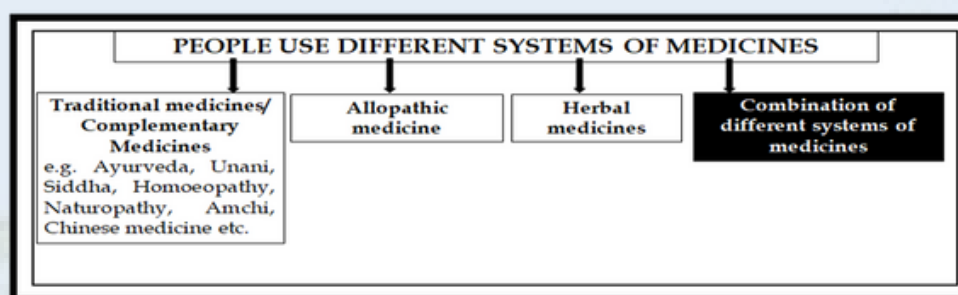 PEOPLE USE DIFFERENT SYSTEMS OF MEDICINES
Traditional medicines/
Complementary
Medicines
e.g. Ayurveda, Unani,
Siddha, Homoeopathy,
Naturopathy, Amchi,
Chinese medicine etc.
Allopathic
medicine
Herbal
medicines
Combination of
different systems of
medicines